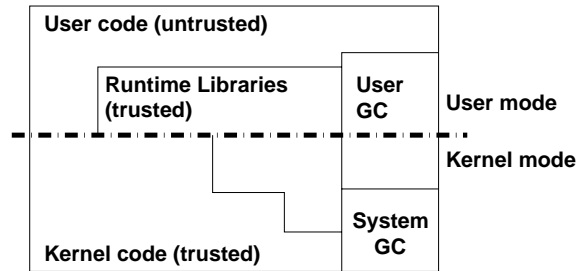 User code (untrusted)
Runtime Libraries
(trusted)
User
GC
User mode
Kernel mode
System
GC
Kernel code (trusted)